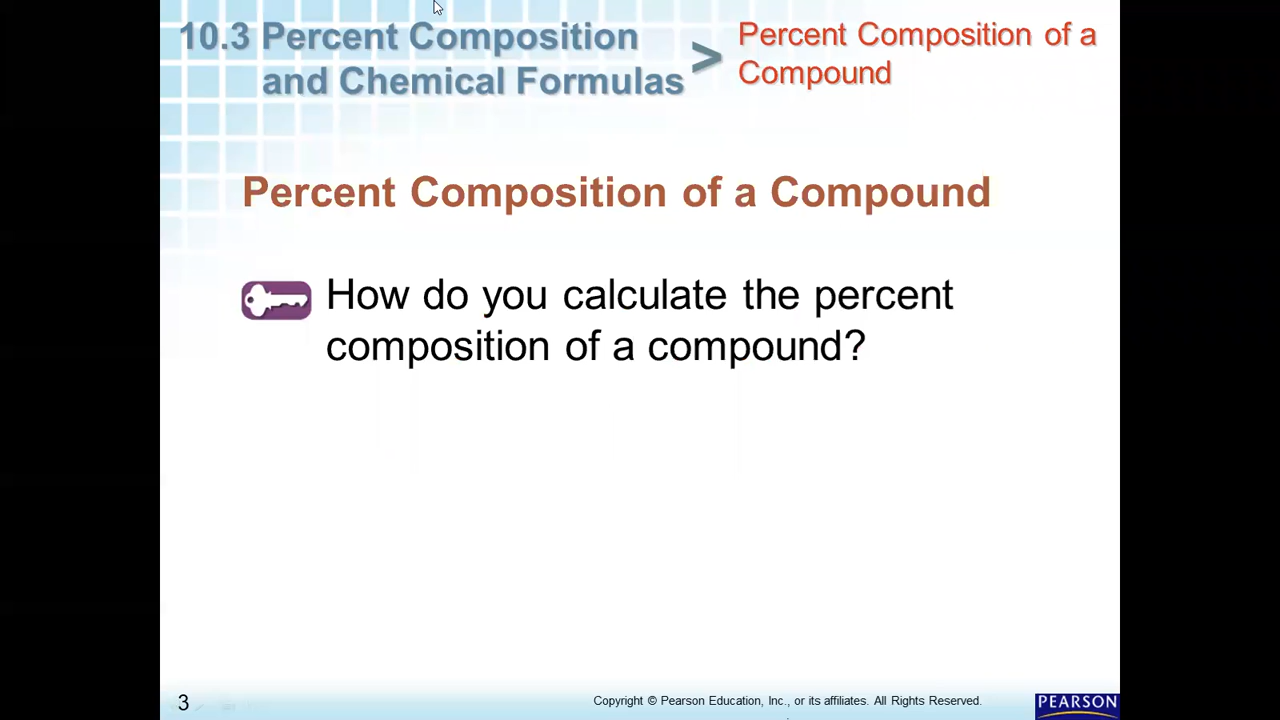 10.3 Percent Composition
and Chemical Formulas
>
Percent Composition of a
Compound
Percent Composition of a Compound
How do you calculate the percent
composition of a compound?
3
Copyright © Pearson Education, Inc., or its affiliates. All Rights Reserved.
PEARSON